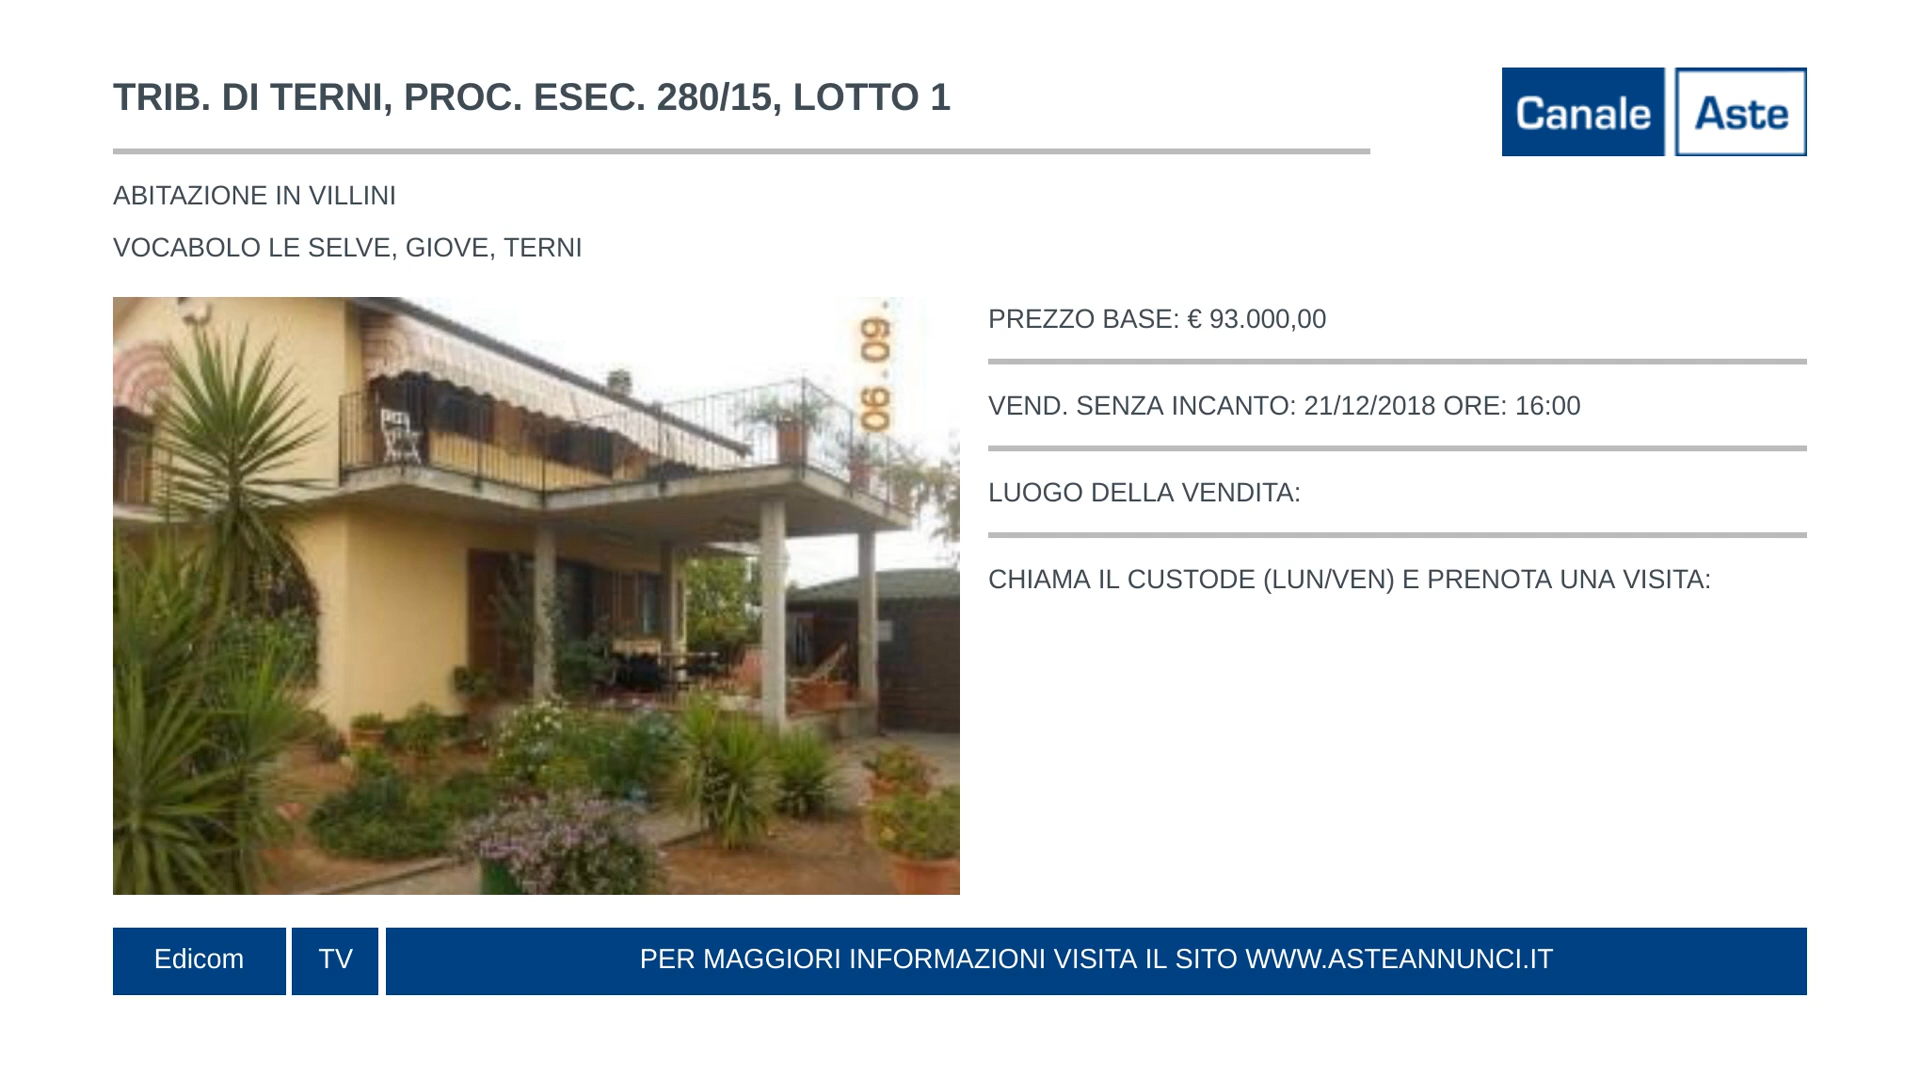 TRIB. DI TERNI, PROC. ESEC. 280/15, LOTTO 1
Canale Aste
ABITAZIONE IN VILLINI
VOCABOLO LE SELVE, GIOVE, TERNI
06.09.
PREZZO BASE: € 93.000,00
VEND. SENZA INCANTO: 21/12/2018 ORE: 16:00
LUOGO DELLA VENDITA:
CHIAMA IL CUSTODE (LUN/VEN) E PRENOTA UNA VISITA:
Edicom TV PER MAGGIORI INFORMAZIONI VISITA IL SITO WWW.ASTEANNUNCI.IT